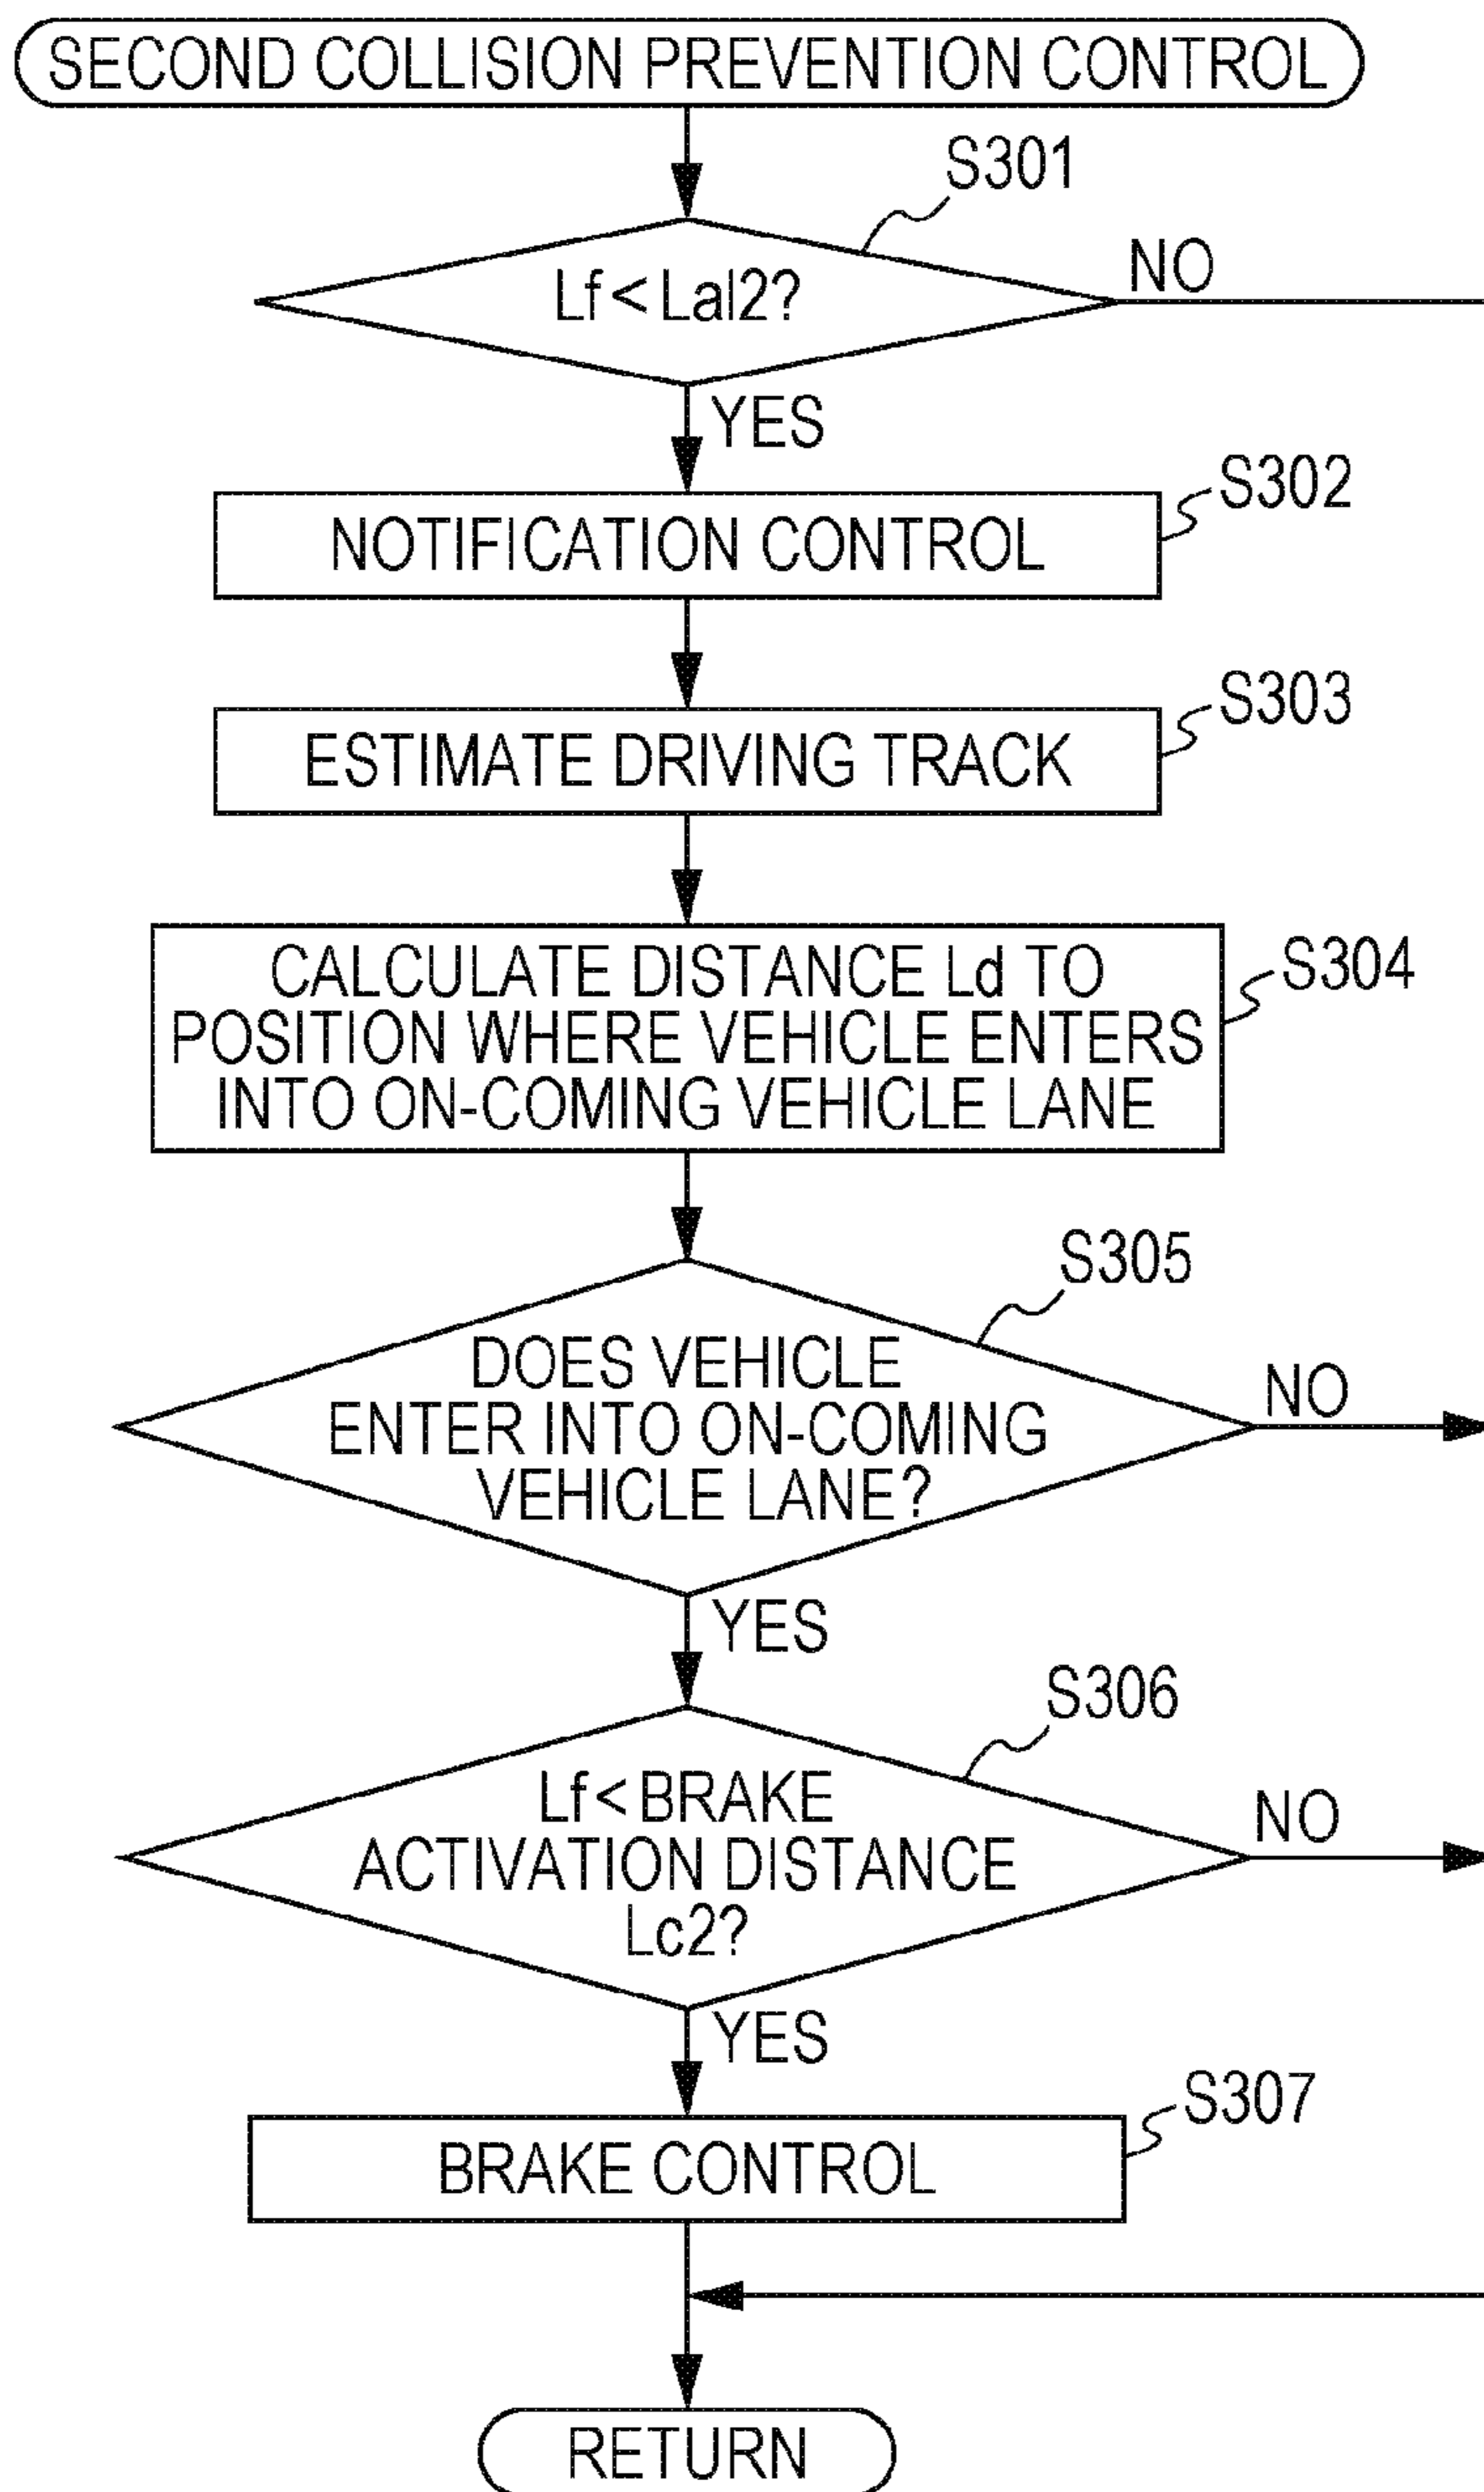 SECOND COLLISION PREVENTION CONTROL
S301
Lf<Lal2?
NO
YES
S302
NOTIFICATION CONTROL
S303
ESTIMATE DRIVING TRACK
S304
CALCULATE DISTANCE Ld TO
POSITION WHERE VEHICLE ENTERS
INTO ON-COMING VEHICLE LANE
S305
DOES VEHICLE
ENTER INTO ON-COMING
VEHICLE LANE?
NO
YES
S306
Lf<BRAKE
ACTIVATION DISTANCE
Lc2?
NO
YES
S307
BRAKE CONTROL
RETURN